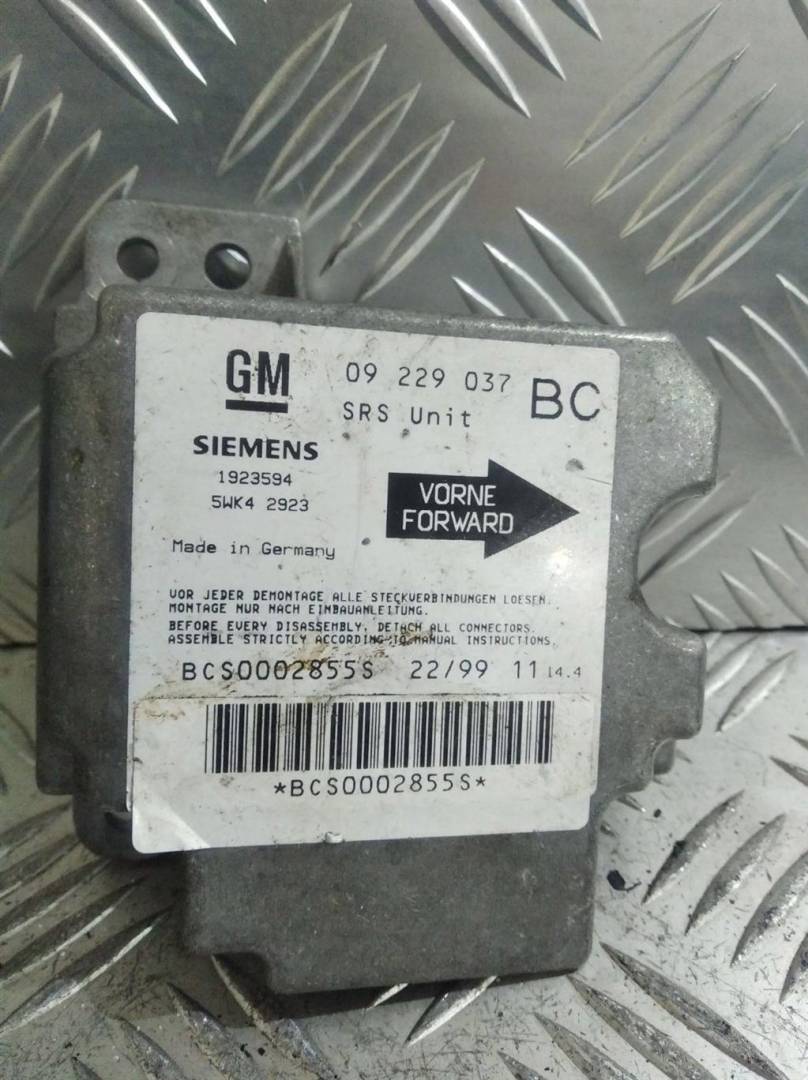 GM 09 229 037 BC
SRS Unit
SIEMENS
1923594
5WK4 2923
VORNE
FORWARD
Made in Germany
VOR JEDER DEMONTAGE ALLE STECKVERBINDUNGEN LOESEN.
MONTAGE NUR NACH EINBAUANLEITUNG.
BEFORE EVERY DISASSEMBLY, DETACH ALL CONNECTORS.
ASSEMBLE STRICTLY ACCORDING TO MANUAL INSTRUCTIONS.
BCS0002855S 22/99 11 14.4
*BCS0002855S*